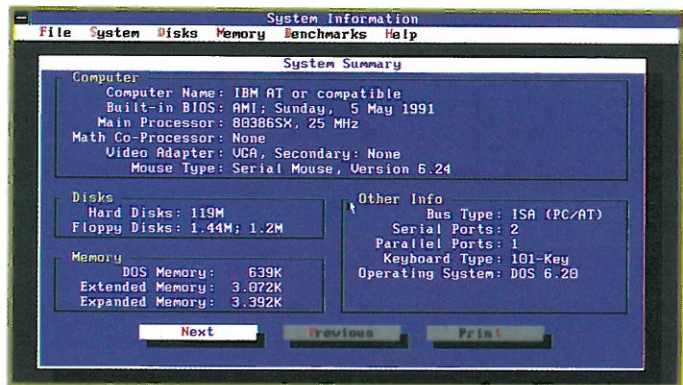 System Information
File System Disks Memory Benchmarks Help
System Summary
Computer
Computer Name: IBM AT or compatible
Built-in BIOS: AMI; Sunday, 5 May 1991
Main Processor: 80386SX, 25 MHz
Math Co-Processor: None
Video Adapter: VGA, Secondary: None
Mouse Type: Serial Mouse, Version 6.24
Disks
Hard Disks: 119M
Floppy Disks: 1.44M; 1.2M
Memory
DOS Memory: 639K
Extended Memory: 3.072K
Expanded Memory: 3.392K
Other Info
Bus Type: ISA (PC/AT)
Serial Ports: 2
Parallel Ports: 1
Keyboard Type: 101-Key
Operating System: DOS 6.20
Next Previous Print